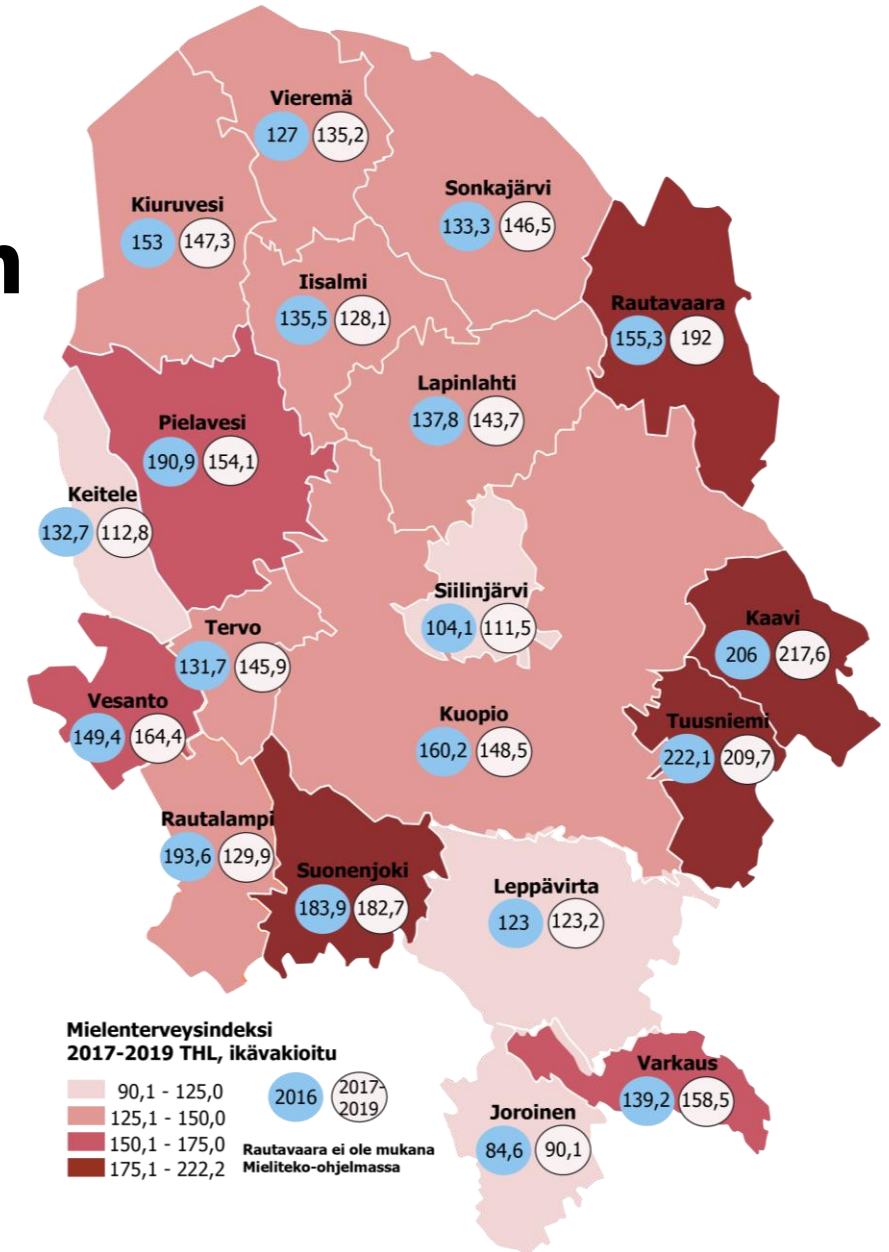 n
Vieremä
127 135,2
Kiuruvesi
153 147,3
Sonkajärvi
133,3 146,5
Iisalmi
135,5 128,1
Rautavaara
155,3 192
Lapinlahti
137,8 143,7
Pielavesi
190,9 154,1
Keitele
132,7 112,8
Siilinjärvi
104,1 111,5
Tervo
131,7 145,9
Kaavi
206 217,6
Vesanto
149,4 164,4
Kuopio
160,2 148,5
Tuusniemi
222,1 209,7
Rautalampi
193,6 129,9
Suonenjoki
183,9 182,7
Leppävirta
123 123,2
Varkaus
139,2 158,5
Joroinen
84,6 90,1
Mielenterveysindeksi
2017-2019 THL, ikävakioitu
90,1 - 125,0
125,1 - 150,0
150,1 - 175,0
175,1 - 222,2
2016
2017-
2019
Rautavaara ei ole mukana
Mieliteko-ohjelmassa